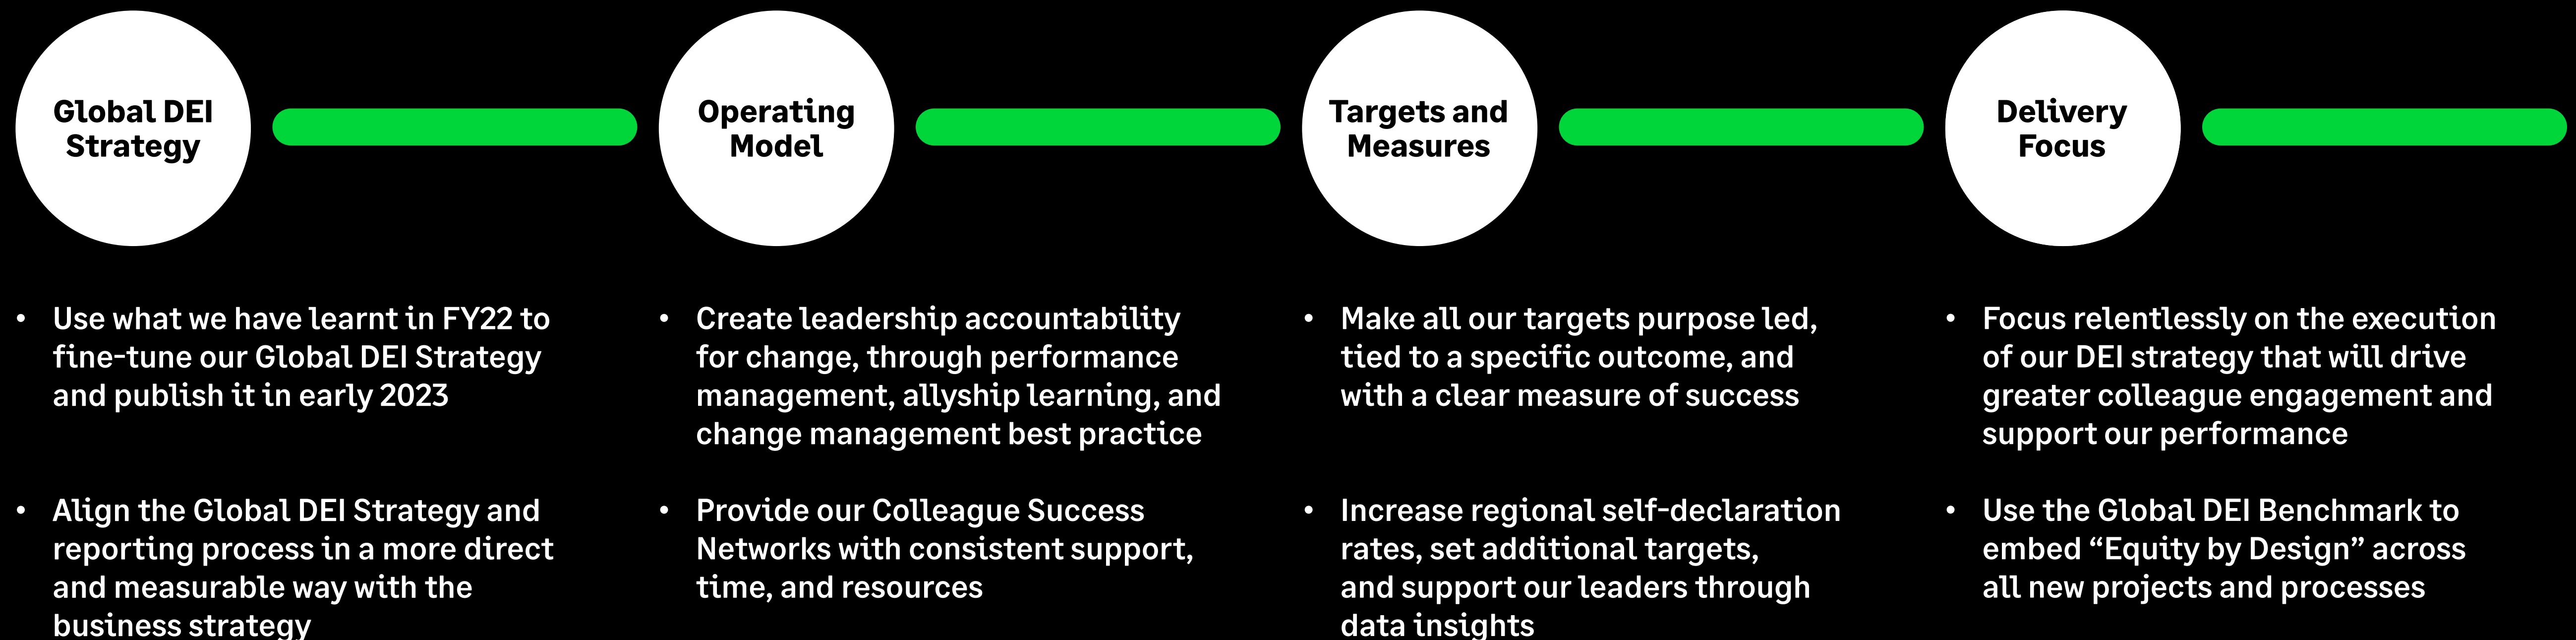 Global DEI
Strategy
Operating
Model
Targets and
Measures
Delivery
Focus
• Use what we have learnt in FY22 to
fine-tune our Global DEI Strategy
and publish it in early 2023
• Align the Global DEI Strategy and
reporting process in a more direct
and measurable way with the
business strategy
• Create leadership accountability
for change, through performance
management, allyship learning, and
change management best practice
• Provide our Colleague Success
Networks with consistent support,
time, and resources
• Make all our targets purpose led,
tied to a specific outcome, and
with a clear measure of success
• Increase regional self-declaration
rates, set additional targets,
and support our leaders through
data insights
• Focus relentlessly on the execution
of our DEI strategy that will drive
greater colleague engagement and
support our performance
• Use the Global DEI Benchmark to
embed “Equity by Design” across
all new projects and processes